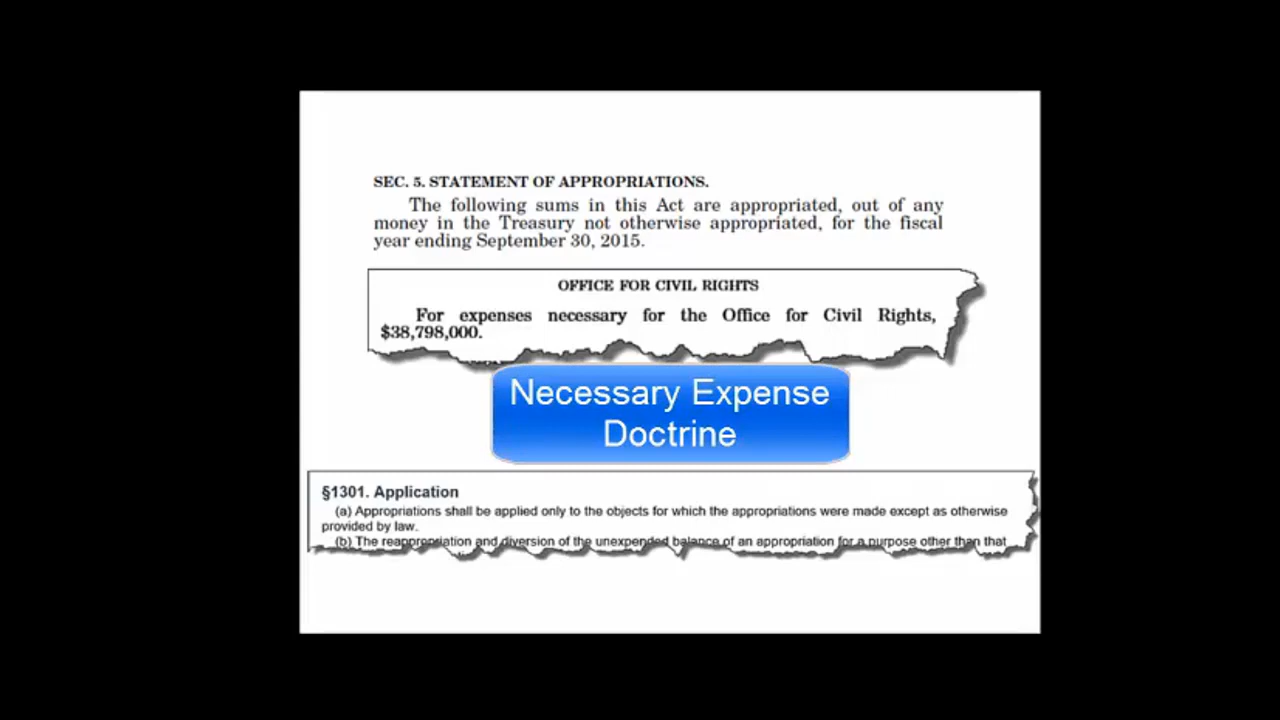 SEC. 5. STATEMENT OF APPROPRIATIONS.
The following sums in this Act are appropriated, out of any
money in the Treasury not otherwise appropriated, for the fiscal
year ending September 30, 2015.
OFFICE FOR CIVIL RIGHTS
For expenses necessary for the Office for Civil Rights,
$38,798,000.
Necessary Expense
Doctrine
§1301. Application
(a) Appropriations shall be applied only to the objects for which the appropriations were made except as otherwise
provided by law.
(b) The reappropriation and diversion of the unexpended balance of an appropriation for a purpose other than that